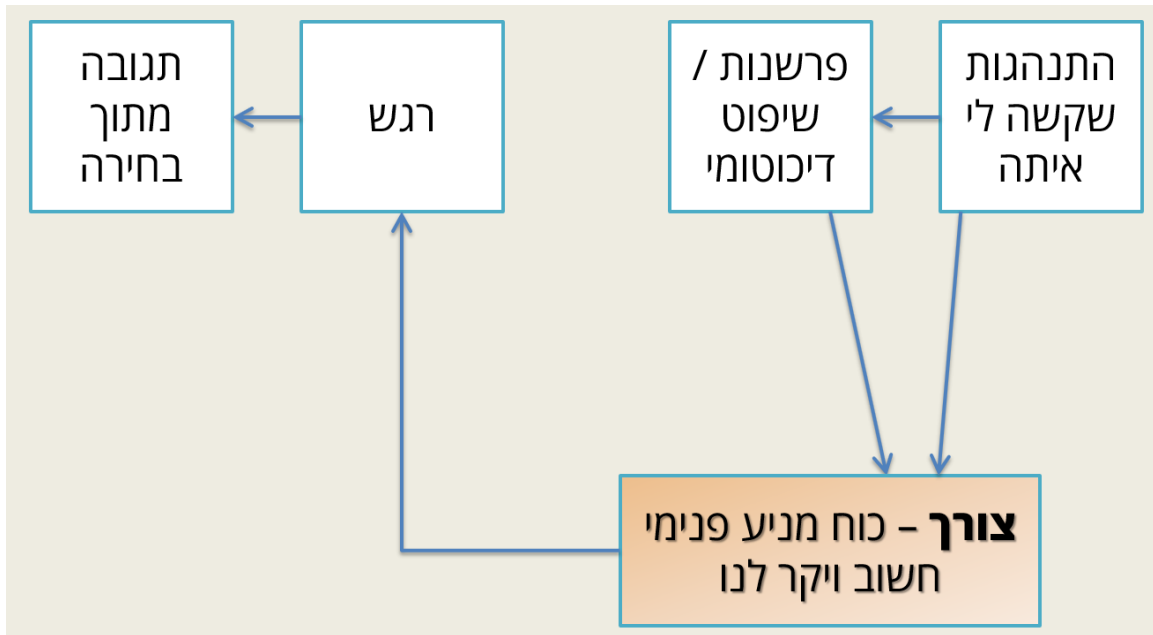 התנהגות
שקשה לי
איתה
פרשנות /
שיפוט
דיכוטומי
רגש
תגובה
מתוך
בחירה
צורך – כוח מניע פנימי
חשוב ויקר לנו